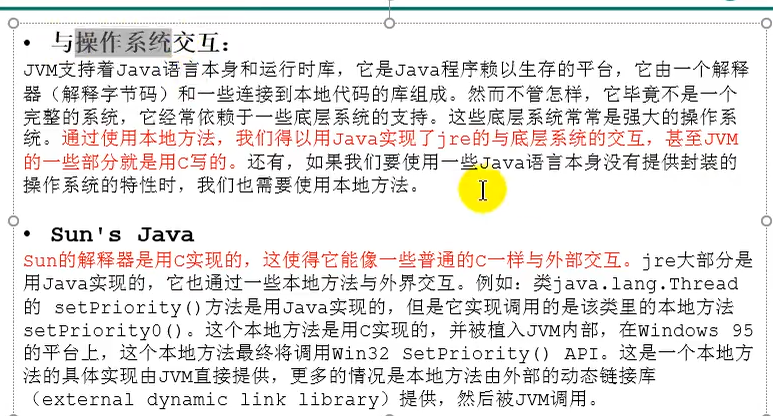 • 与操作系统交互：
JVM支持着Java语言本身和运行时库，它是Java程序赖以生存的平台，它由一个解释
器（解释字节码）和一些连接到本地代码的库组成。然而不管怎样，它毕竟不是一个
完整的系统，它经常依赖于一些底层系统的支持。这些底层系统常常是强大的操作系
统。通过使用本地方法，我们得以用Java实现了jre的与底层系统的交互，甚至JVM
的一些部分就是用C写的。还有，如果我们要使用一些Java语言本身没有提供封装的
操作系统的特性时，我们也需要使用本地方法。
• Sun's Java
Sun的解释器是用C实现的，这使得它能像一些普通的C一样与外部交互。jre大部分是
用Java实现的，它也通过一些本地方法与外界交互。例如：类java.lang.Thread
的 setPriority()方法是用Java实现的，但是它实现调用的是该类里的本地方法
setPriority0()。这个本地方法是用C实现的，并被植入JVM内部，在Windows 95
的平台上，这个本地方法最终将调用Win32 SetPriority() API。这是一个本地方
法的具体实现由JVM直接提供，更多的情况是本地方法由外部的动态链接库
（external dynamic link library）提供，然后被JVM调用。